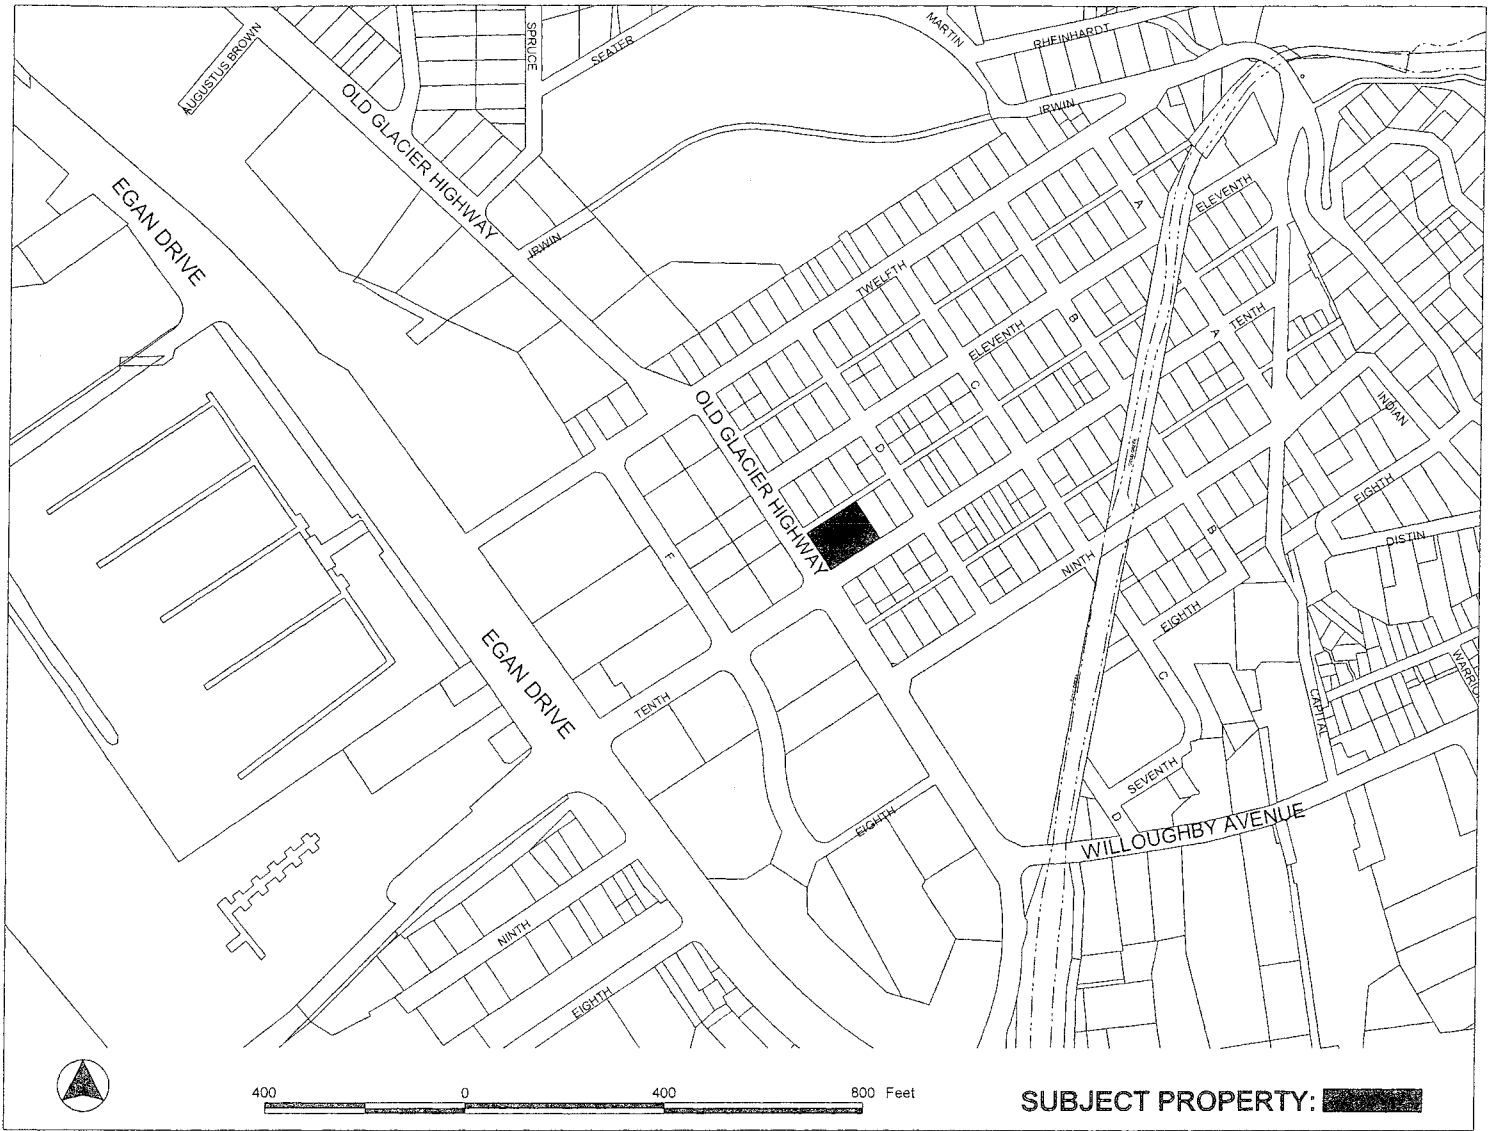 MARTIN
RHEINHARDT
SPRUCE
SEATER
AUGUSTUS BROWN
OLD GLACIER HIGHWAY
IRWIN
EGAN DRIVE
IRWIN
A
ELEVENTH
TWELFTH
B
A
TENTH
ELEVENTH
C
OLD GLACIER HIGHWAY
INDIAN
D
EIGHTH
F
B
DISTIN
NINTH
EIGHTH
EGAN DRIVE
TENTH
C
CAPITAL
SEVENTH
D
EIGHTH
WILLOUGHBY AVENUE
NINTH
EIGHTH
400 0 400 800 Feet
SUBJECT PROPERTY: